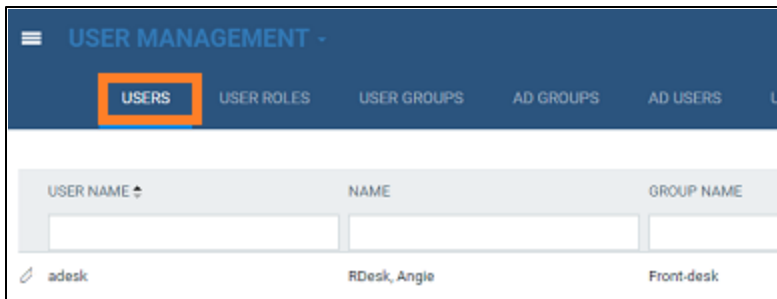 USER MANAGEMENT
USERS USER ROLES USER GROUPS AD GROUPS AD USERS
USER NAME NAME GROUP NAME
adesk RDesk, Angie Front-desk